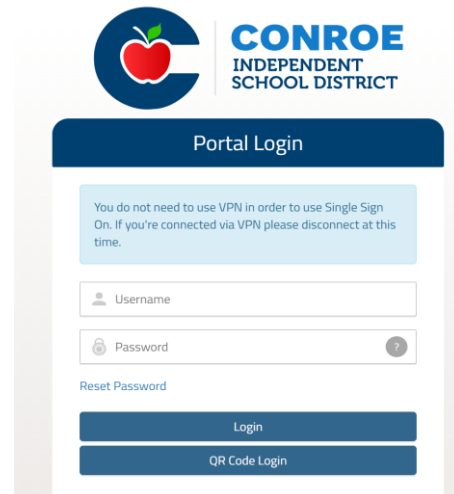 CONROE
INDEPENDENT
SCHOOL DISTRICT
Portal Login
You do not need to use VPN in order to use Single Sign
On. If you're connected via VPN please disconnect at this
time.
Username
Password ?
Reset Password
Login
QR Code Login